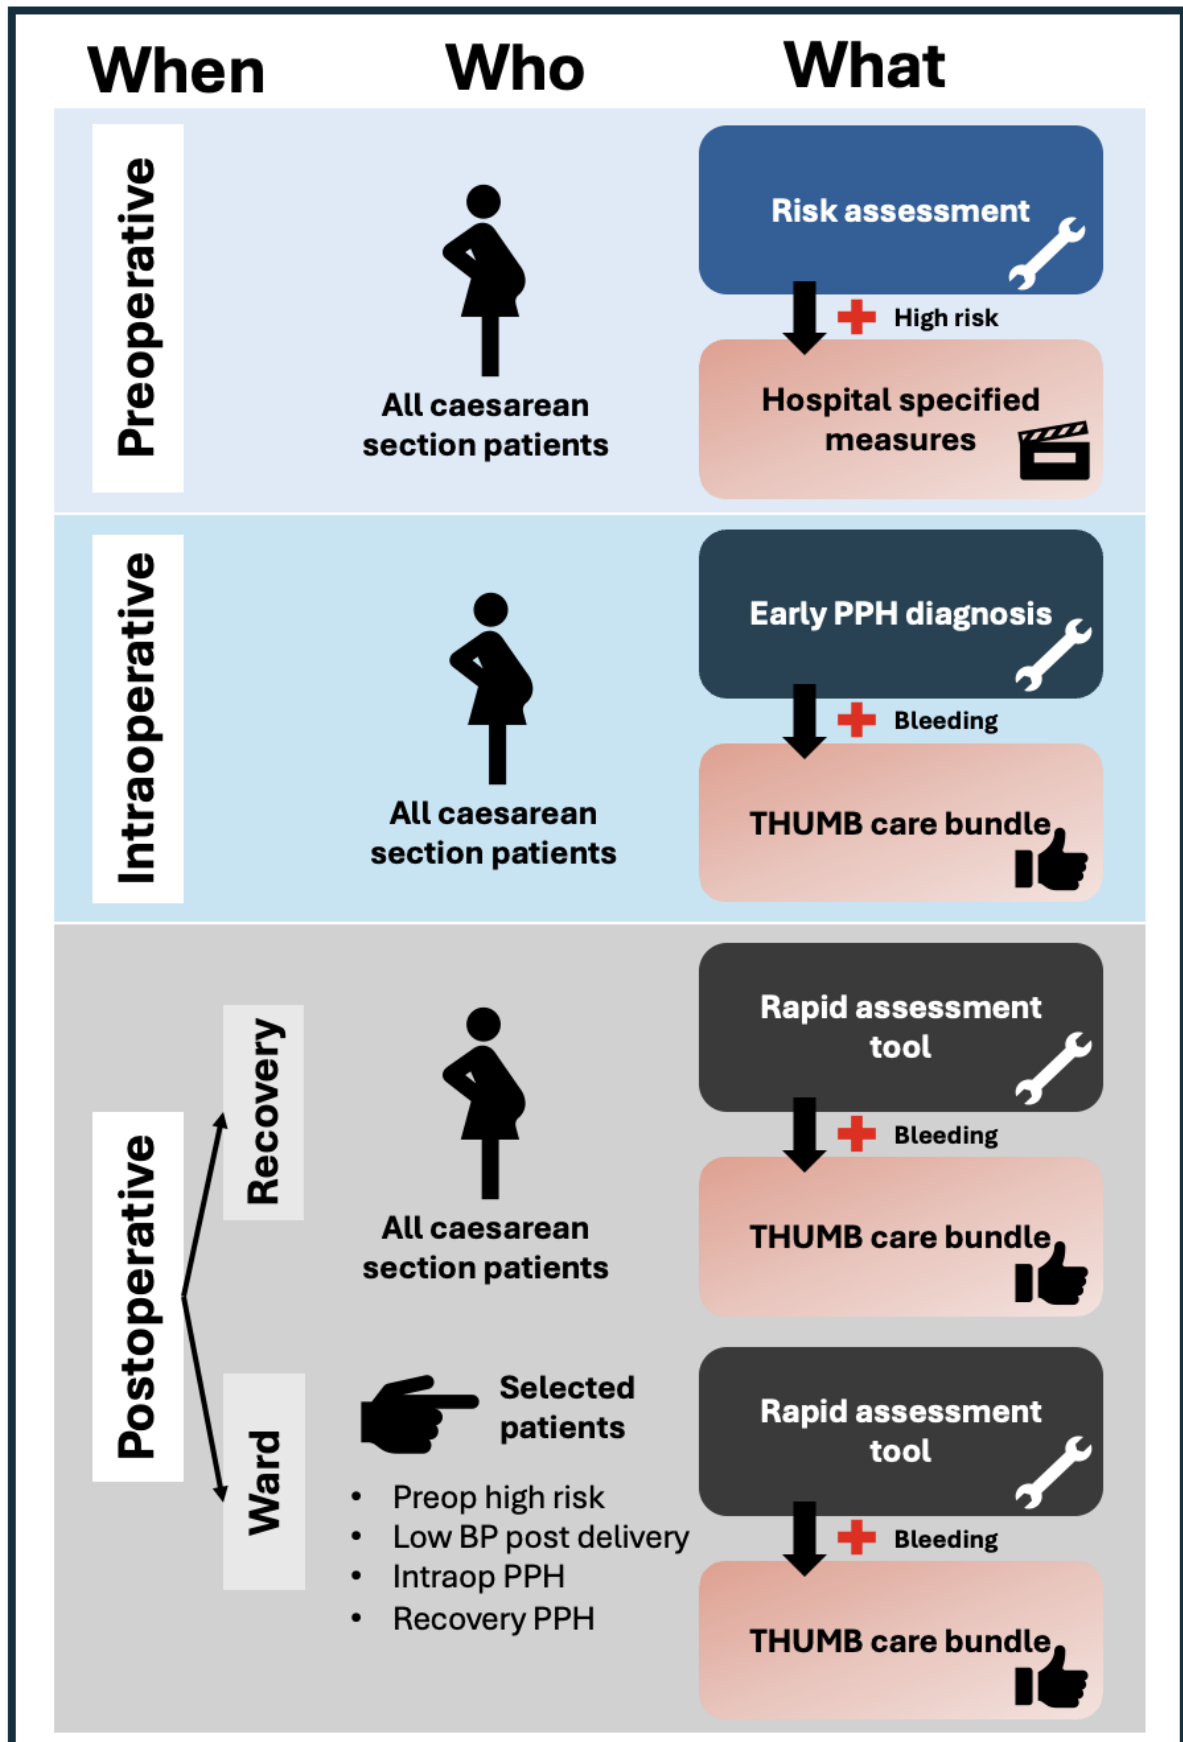 When
Who
What
Preoperative
All caesarean
section patients
Risk assessment
High risk
Hospital specified
measures
Intraoperative
All caesarean
section patients
Early PPH diagnosis
Bleeding
THUMB care bundle
Postoperative
Recovery
All caesarean
section patients
Rapid assessment
tool
Bleeding
THUMB care bundle
Ward
Selected
patients
• Preop high risk
• Low BP post delivery
• Intraop PPH
• Recovery PPH
Rapid assessment
tool
Bleeding
THUMB care bundle